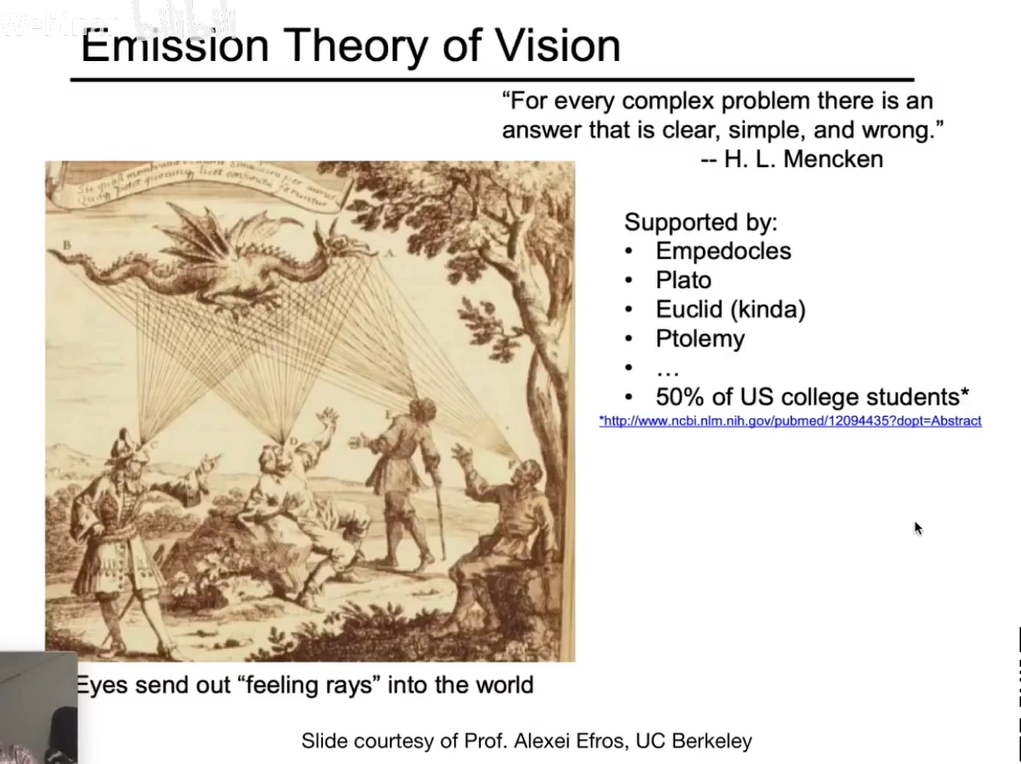 Webinar
Emission Theory of Vision
“For every complex problem there is an
answer that is clear, simple, and wrong.”
-- H. L. Mencken
B
A
C
D
Supported by:
• Empedocles
• Plato
• Euclid (kinda)
• Ptolemy
• …
• 50% of US college students*
*http://www.ncbi.nlm.nih.gov/pubmed/12094435?dopt=Abstract
Eyes send out “feeling rays” into the world
Slide courtesy of Prof. Alexei Efros, UC Berkeley